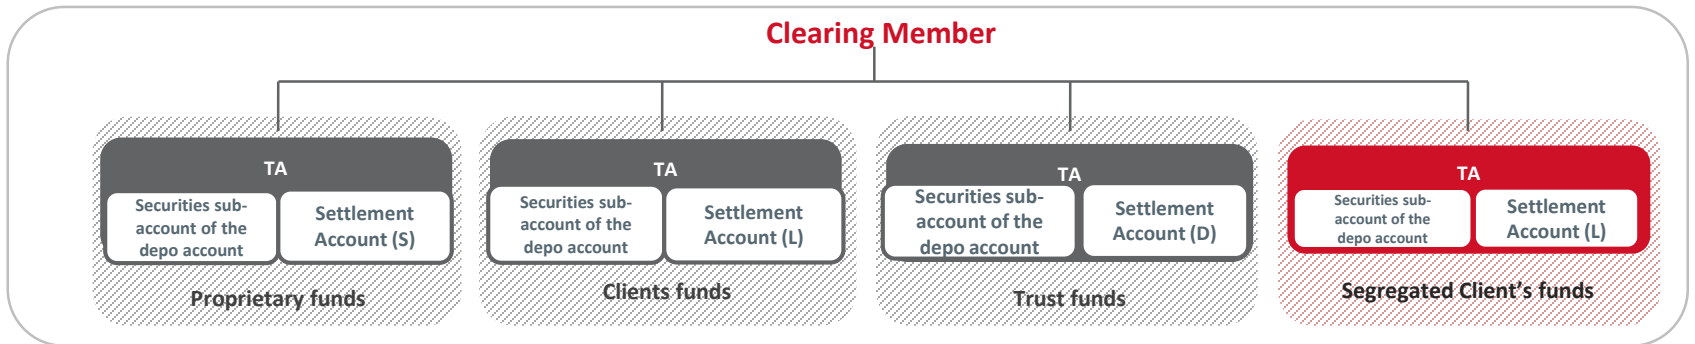 Clearing Member
TA
Securities sub-
account of the
depo account
Settlement
Account (S)
Proprietary funds
TA
Securities sub-
account of the
depo account
Settlement
Account (L)
Clients funds
TA
Securities sub-
account of the
depo account
Settlement
Account (D)
Trust funds
TA
Securities sub-
account of the
depo account
Settlement
Account (L)
Segregated Client's funds